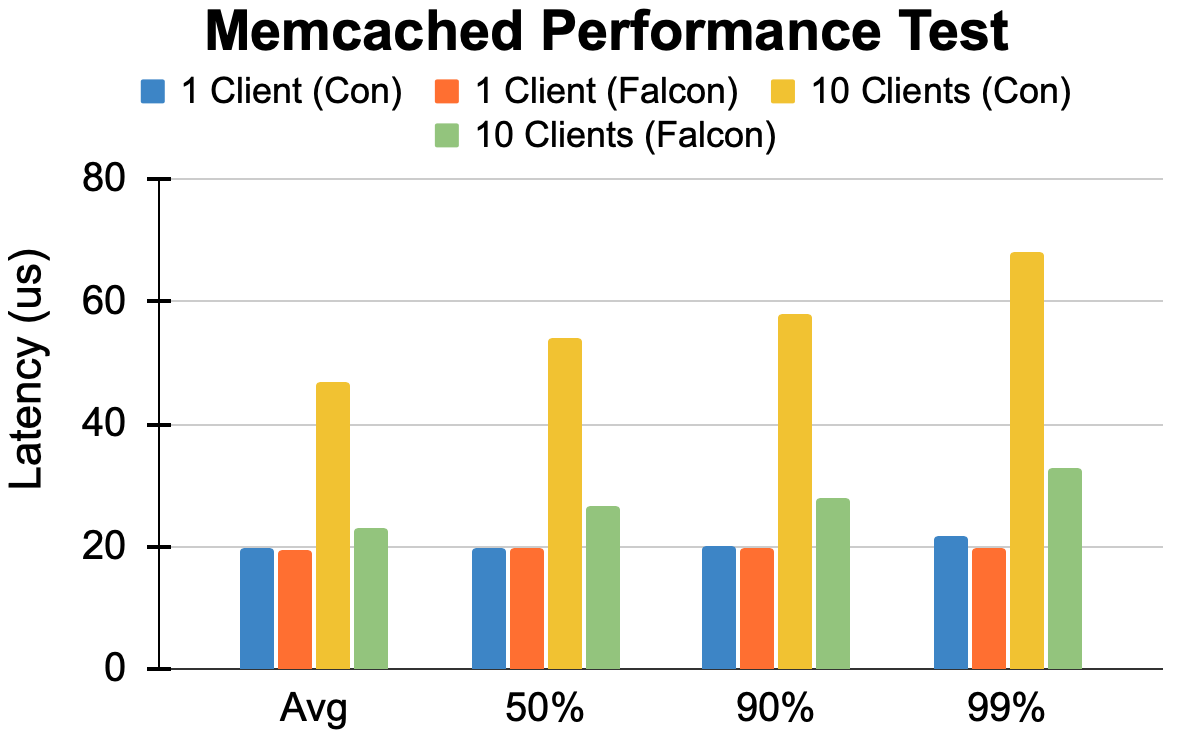 Memcached Performance Test
1 Client (Con) 1 Client (Falcon) 10 Clients (Con)
10 Clients (Falcon)
Latency (us)
80
60
40
20
0
Avg 50% 90% 99%